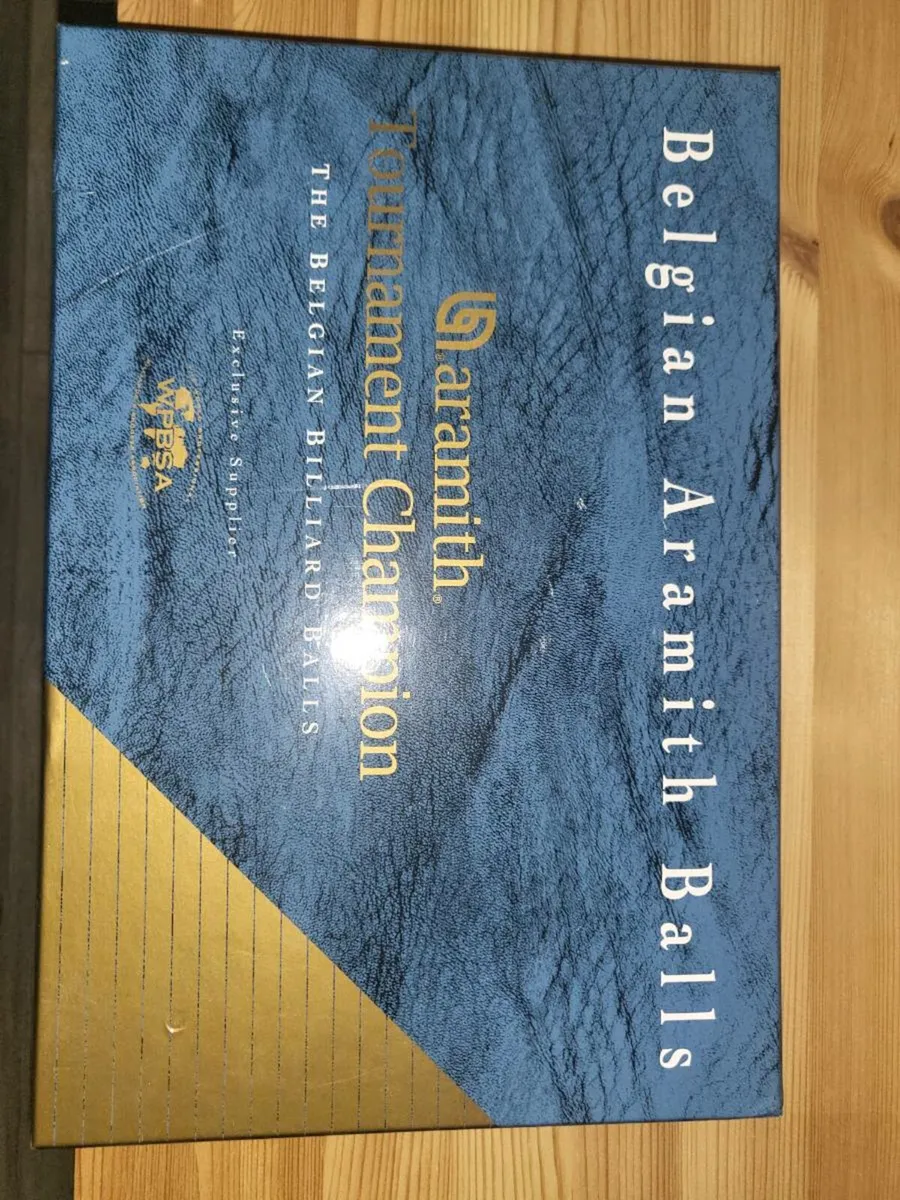 Belgian Aramith Balls
aramith®
Tournament Champion
THE BELGIAN BILLIARD BALLS
Exclusive Supplier
WPBSA